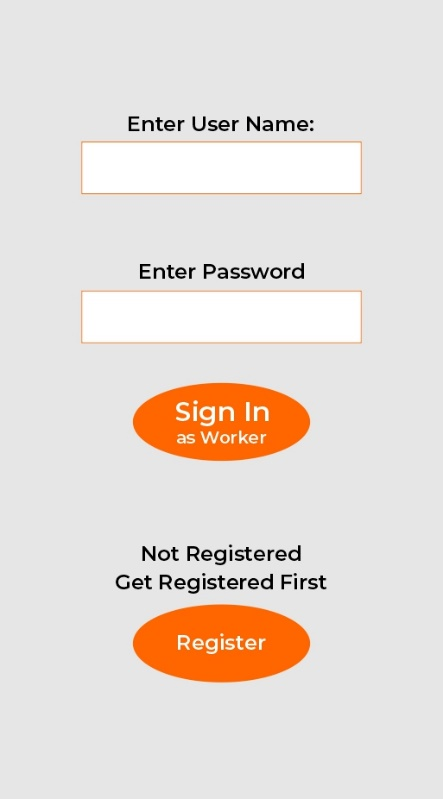 Enter User Name:
Enter Password
Sign In
as Worker
Not Registered
Get Registered First
Register